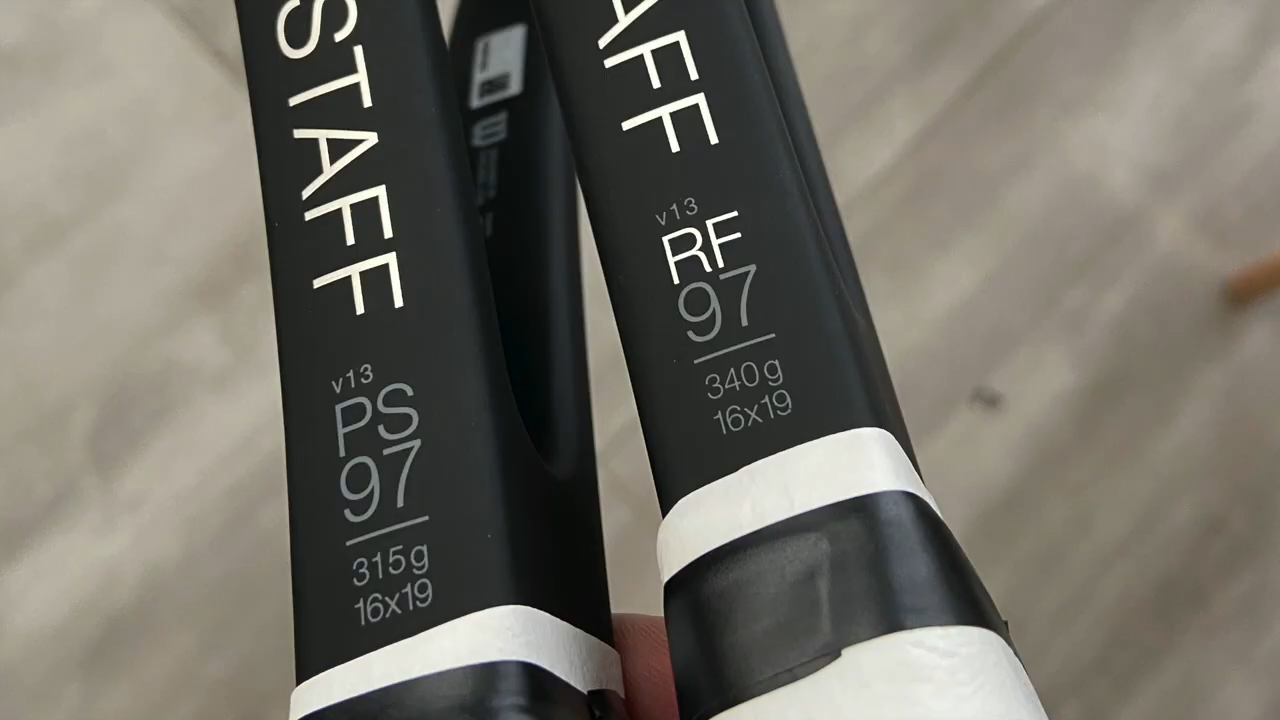 STAFF
v13
PS
97
315g
16x19
AFF
v13
RF
97
340g
16x19